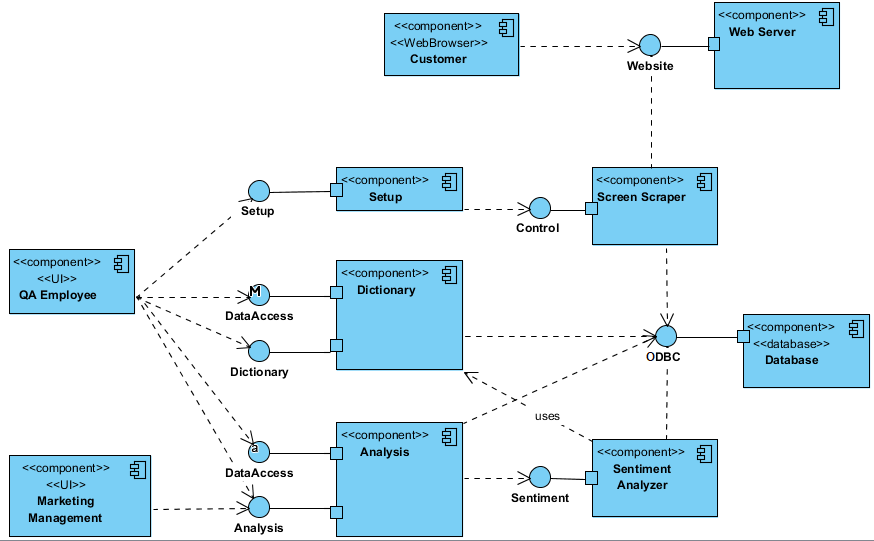 <<component>>
<<WebBrowser>>
Customer
Website
<<component>>
Web Server
Setup
<<component>>
Setup
Control
<<component>>
Screen Scraper
<<component>>
<<UI>>
QA Employee
M
DataAccess
Dictionary
<<component>>
Dictionary
ODBC
<<component>>
<<database>>
Database
uses
<<component>>
<<UI>>
Marketing
Management
a
DataAccess
Analysis
<<component>>
Analysis
Sentiment
<<component>>
Sentiment
Analyzer